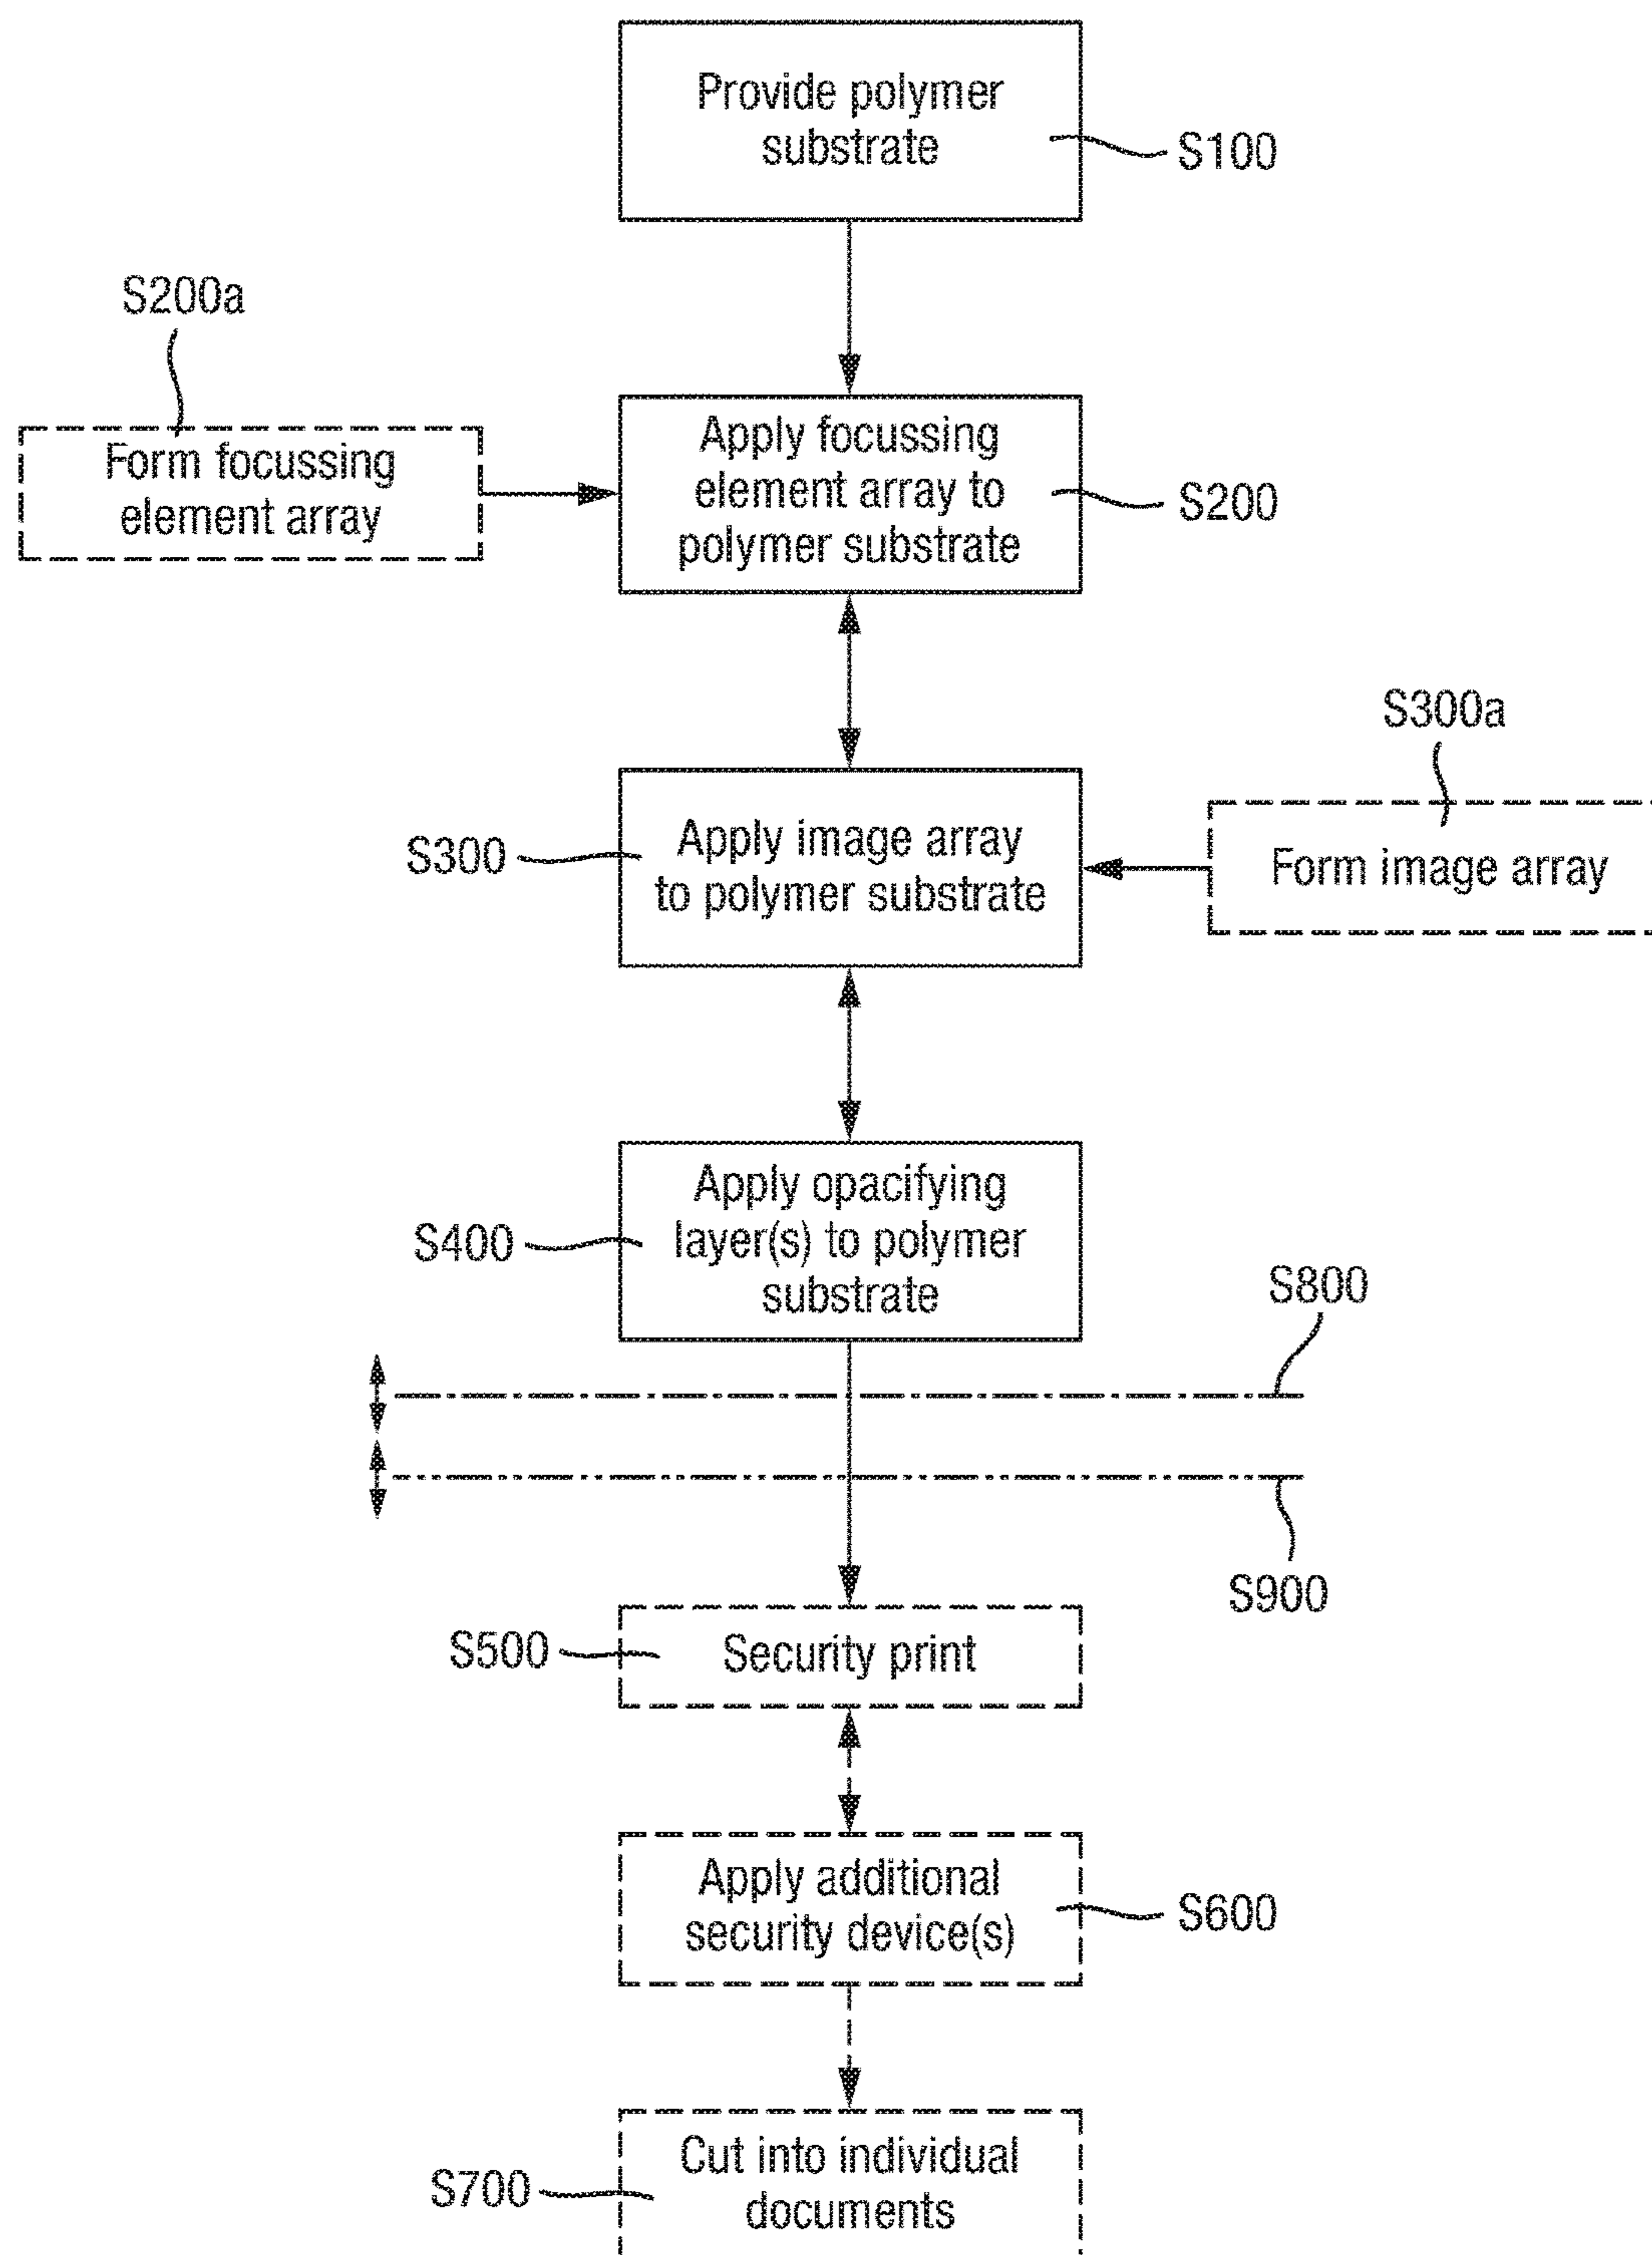 Provide polymer
substrate
S100
S200a
Form focussing
element array
Apply focussing
element array to
polymer substrate
S200
S300a
S300
Apply image array
to polymer substrate
Form image array
S400
Apply opacifying
layer(s) to polymer
substrate
S800
S900
S500
Security print
Apply additional
security device(s)
S600
S700
Cut into individual
documents